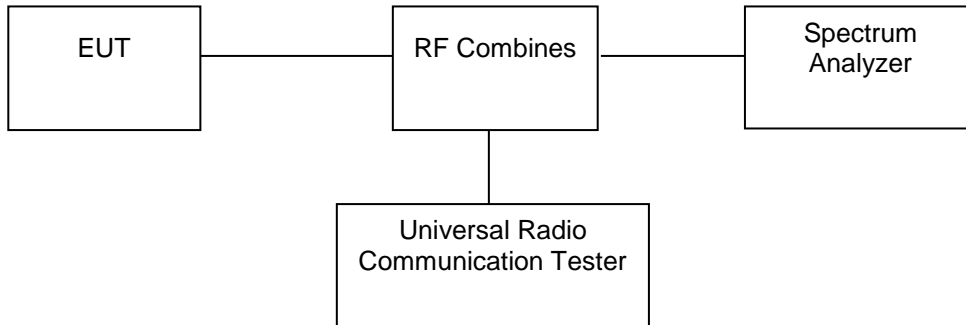 EUT
RF Combines
Spectrum
Analyzer
Universal Radio
Communication Tester